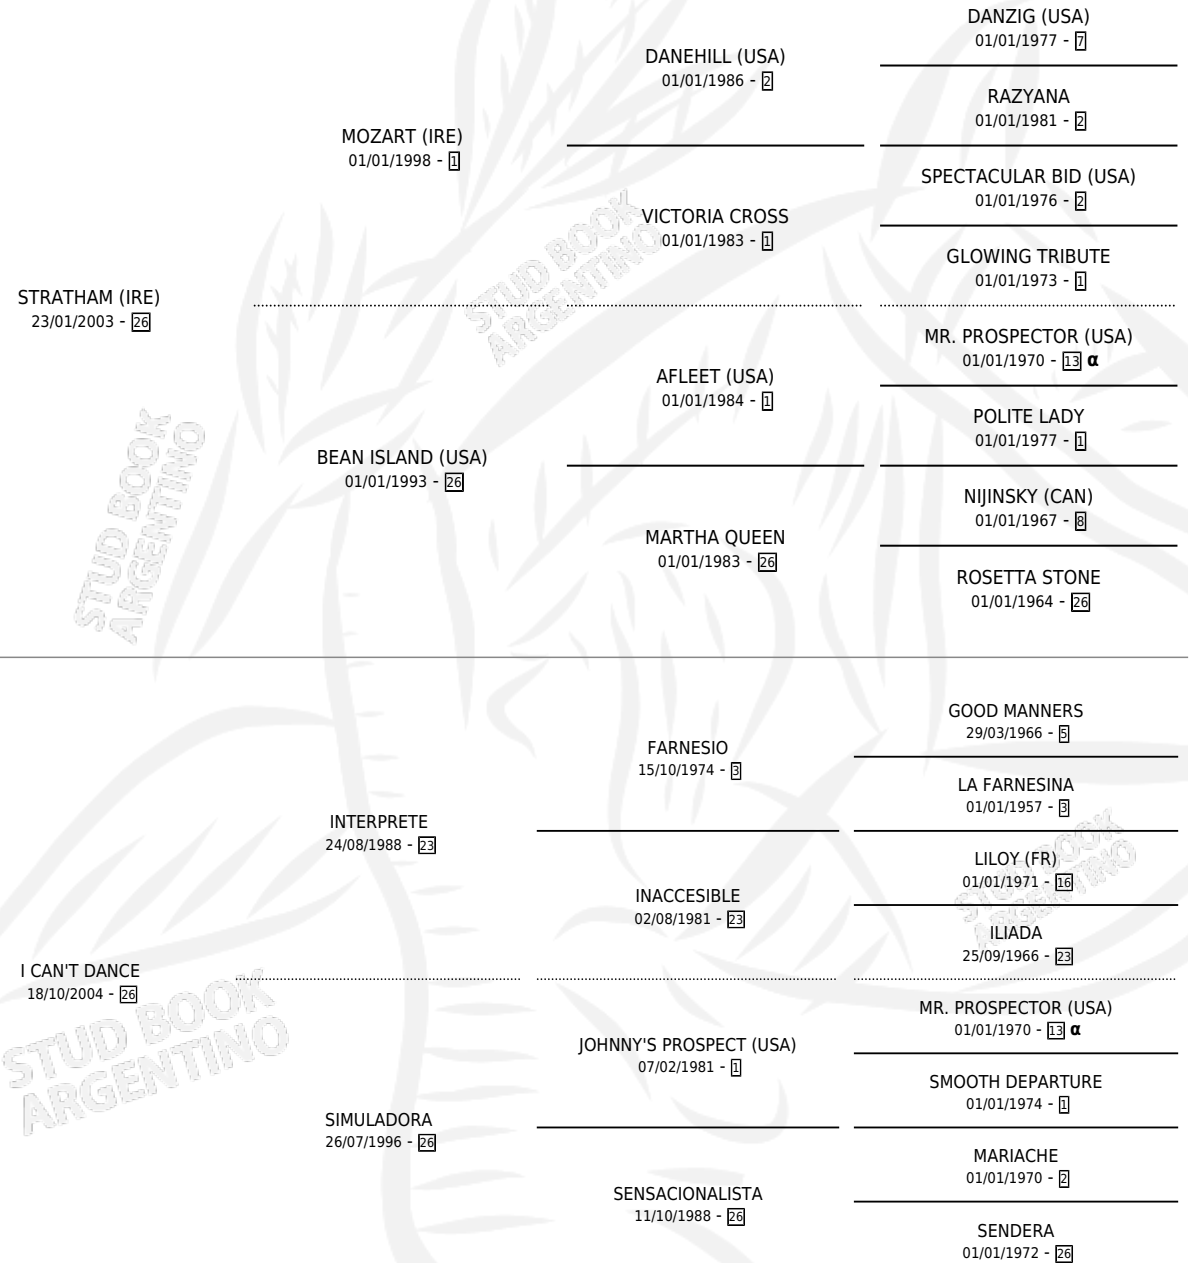 DANZIG (USA)
01/01/1977 - 7
DANEHILL (USA)
01/01/1986 - 2
RAZYANA
01/01/1981 - 2
MOZART (IRE)
01/01/1998 - 1
SPECTACULAR BID (USA)
01/01/1976 - 2
VICTORIA CROSS
01/01/1983 - 1
GLOWING TRIBUTE
01/01/1973 - 1
STRATHAM (IRE)
23/01/2003 - 26
MR. PROSPECTOR (USA)
01/01/1970 - 13 α
AFLEET (USA)
01/01/1984 - 1
POLITE LADY
01/01/1977 - 1
BEAN ISLAND (USA)
01/01/1993 - 26
NIJINSKY (CAN)
01/01/1967 - 8
MARTHA QUEEN
01/01/1983 - 26
ROSETTA STONE
01/01/1964 - 26
GOOD MANNERS
29/03/1966 - 5
FARNESIO
15/10/1974 - 3
LA FARNESINA
01/01/1957 - 3
INTERPRETE
24/08/1988 - 23
LILOY (FR)
01/01/1971 - 16
INACCESIBLE
02/08/1981 - 23
ILIADA
25/09/1966 - 23
I CAN'T DANCE
18/10/2004 - 26
MR. PROSPECTOR (USA)
01/01/1970 - 13 α
JOHNNY'S PROSPECT (USA)
07/02/1981 - 1
SMOOTH DEPARTURE
01/01/1974 - 1
SIMULADORA
26/07/1996 - 26
MARIACHE
01/01/1970 - 2
SENSACIONALISTA
11/10/1988 - 26
SENDERA
01/01/1972 - 26
STUD BOOK
ARGENTINO
STUD BOOK
ARGENTINO
STUD BOOK
ARGENTINO
STUD BOOK
ARGENTINO